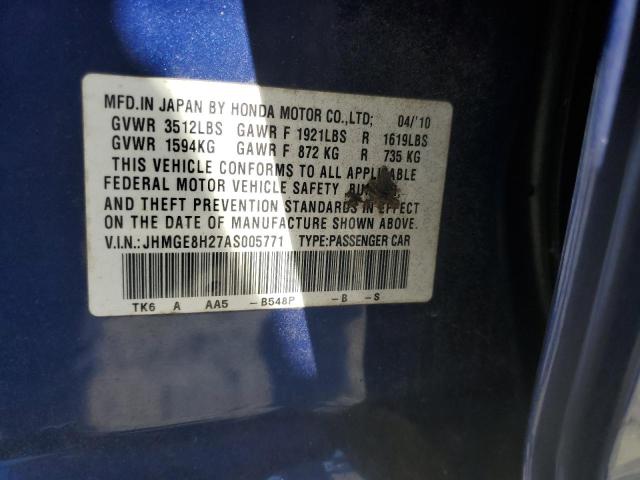 MFD.IN JAPAN BY HONDA MOTOR CO.,LTD; 04/'10
GVWR 3512LBS GAWR F 1921LBS R 1619LBS
GVWR 1594KG GAWR F 872 KG R 735 KG
THIS VEHICLE CONFORMS TO ALL APPLICABLE
FEDERAL MOTOR VEHICLE SAFETY,
AND THEFT PREVENTION STANDARDS IN EFFECT
ON THE DATE OF MANUFACTURE SHOWN ABOVE.
V.I.N.:JHMGE8H27AS005771 TYPE:PASSENGER CAR
TK6 A AA5 -B548P -B -S